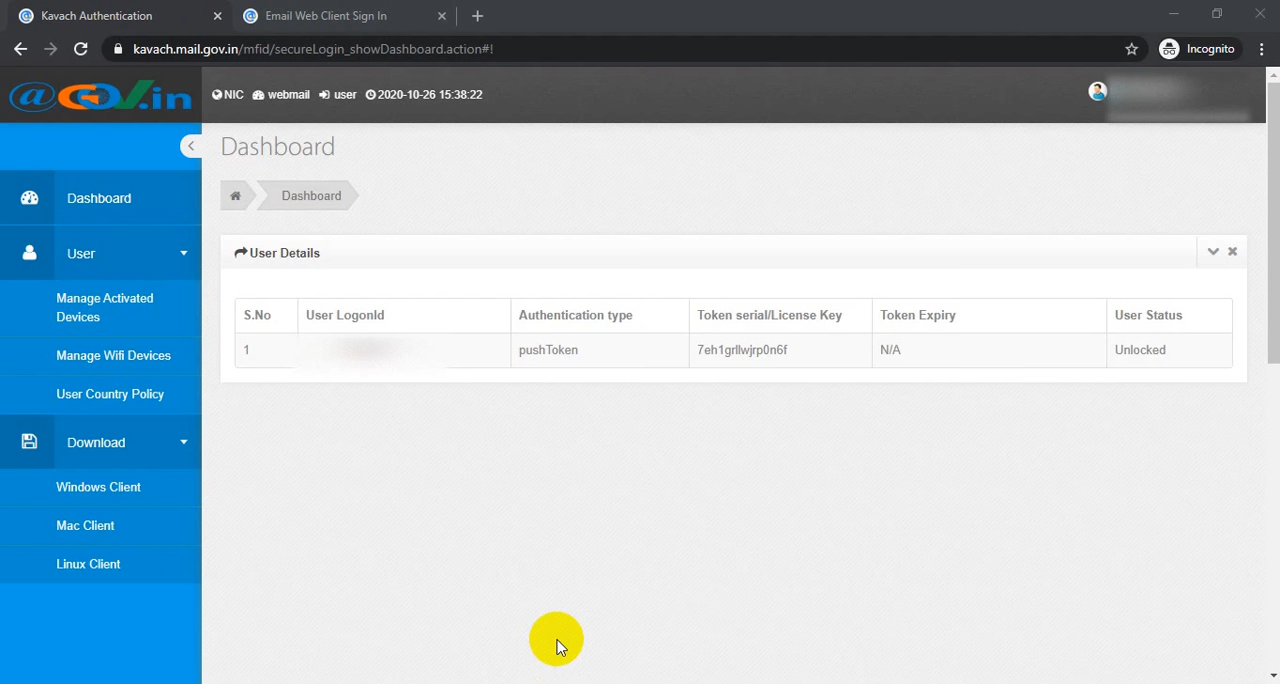 Kavach Authentication
Email Web Client Sign In
kavach.mail.gov.in/mfid/secureLogin_showDashboard.action#!
Incognito
@GOV.in
NIC webmail user 2020-10-26 15:38:22
Dashboard
Dashboard
Dashboard
User
Manage Activated
Devices
Manage Wifi Devices
User Country Policy
Download
Windows Client
Mac Client
Linux Client
User Details
S.No User LogonId Authentication type Token serial/License Key Token Expiry User Status
1 pushToken 7eh1grllwjrp0n6f N/A Unlocked